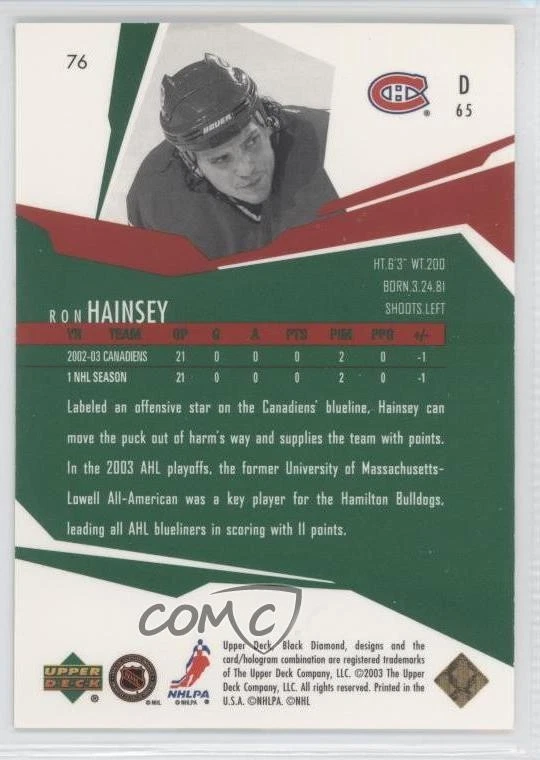 76
BAUER
CH
D
65
HT.6'3" WT.200
BORN.3.24.81
SHOOTS.LEFT
RON HAINSEY
YR TEAM GP G A PTS PIM PPG +/-
2002-03 CANADIENS 21 0 0 0 2 0 -1
1 NHL SEASON 21 0 0 0 2 0 -1
Labeled an offensive star on the Canadiens' blueline, Hainsey can
move the puck out of harm's way and supplies the team with points.
In the 2003 AHL playoffs, the former University of Massachusetts-
Lowell All-American was a key player for the Hamilton Bulldogs,
leading all AHL blueliners in scoring with 11 points.
COMC
UPPER
DECK
®
NHL
©NHL
NHLPA
©NHLPA ®
Upper Deck, Black Diamond, designs and the
card/hologram combination are registered trademarks
of The Upper Deck Company, LLC. ©2003 The Upper
Deck Company, LLC. All rights reserved. Printed in the
U.S.A. ©NHLPA. ©NHL